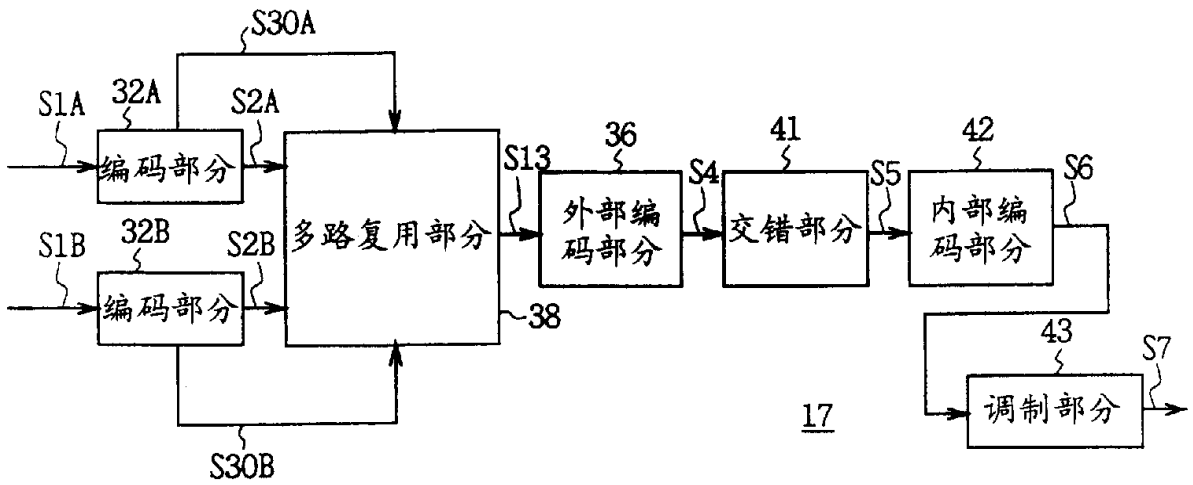 S30A
S1A
32A
S2A
编码部分
32B
S1B
S2B
编码部分
S30B
多路复用部分
38
S13
36
外部编
码部分
S4
41
交错部分
S5
42
内部编
码部分
S6
43
调制部分
S7
17